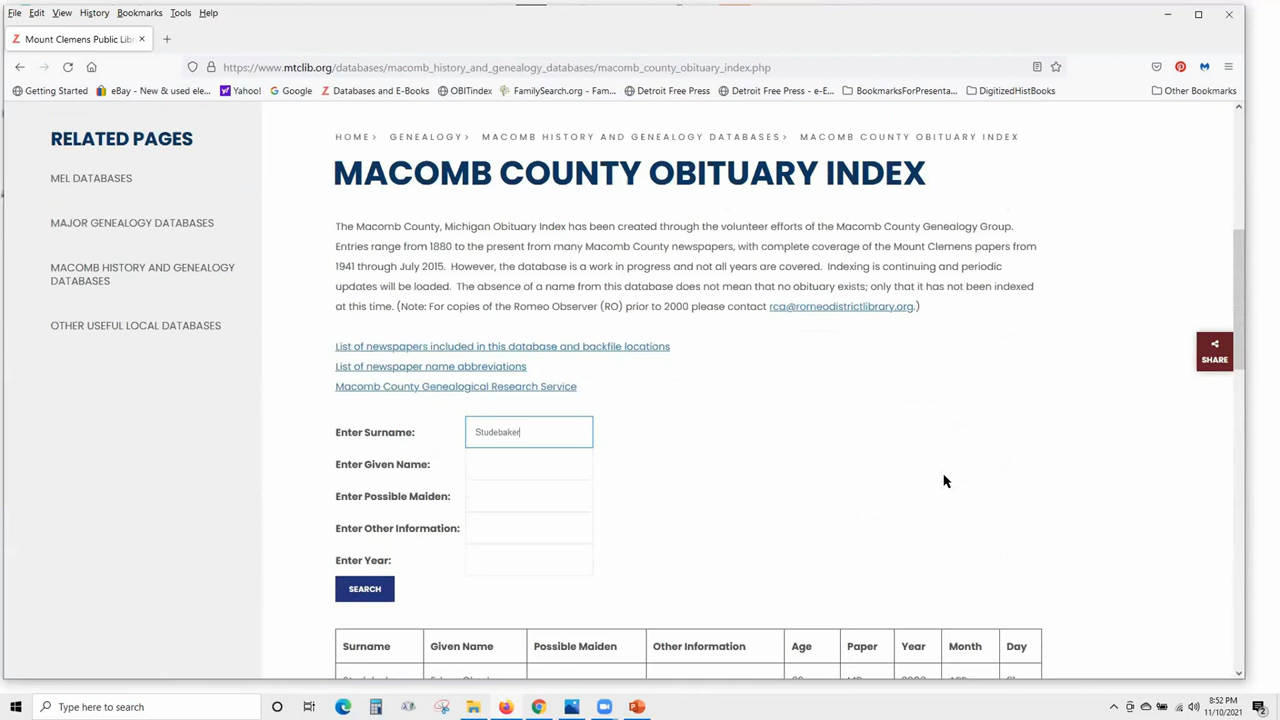 File Edit View History Bookmarks Tools Help
Mount Clemens Public Libr
https://www.mtclib.org/databases/macomb_history_and_genealogy_databases/macomb_county_obituary_index.php
Getting Started eBay - New & used ele... Yahoo! Google Databases and E-Books OBITindex FamilySearch.org - Fam... Detroit Free Press Detroit Free Press - e-E... BookmarksForPresenta... DigitizedHistBooks Other Bookmarks
RELATED PAGES
MEL DATABASES
MAJOR GENEALOGY DATABASES
MACOMB HISTORY AND GENEALOGY
DATABASES
OTHER USEFUL LOCAL DATABASES
HOME> GENEALOGY> MACOMB HISTORY AND GENEALOGY DATABASES> MACOMB COUNTY OBITUARY INDEX
MACOMB COUNTY OBITUARY INDEX
The Macomb County, Michigan Obituary Index has been created through the volunteer efforts of the Macomb County Genealogy Group.
Entries range from 1880 to the present from many Macomb County newspapers, with complete coverage of the Mount Clemens papers from
1941 through July 2015. However, the database is a work in progress and not all years are covered. Indexing is continuing and periodic
updates will be loaded. The absence of a name from this database does not mean that no obituary exists; only that it has not been indexed
at this time. (Note: For copies of the Romeo Observer (RO) prior to 2000 please contact rca@romeodistrictlibrary.org.)
List of newspapers included in this database and backfile locations
List of newspaper name abbreviations
Macomb County Genealogical Research Service
Enter Surname: Studebaker
Enter Given Name:
Enter Possible Maiden:
Enter Other Information:
Enter Year:
SEARCH
Surname Given Name Possible Maiden Other Information Age Paper Year Month Day
SHARE
Type here to search
8:52 PM
11/10/2021
2